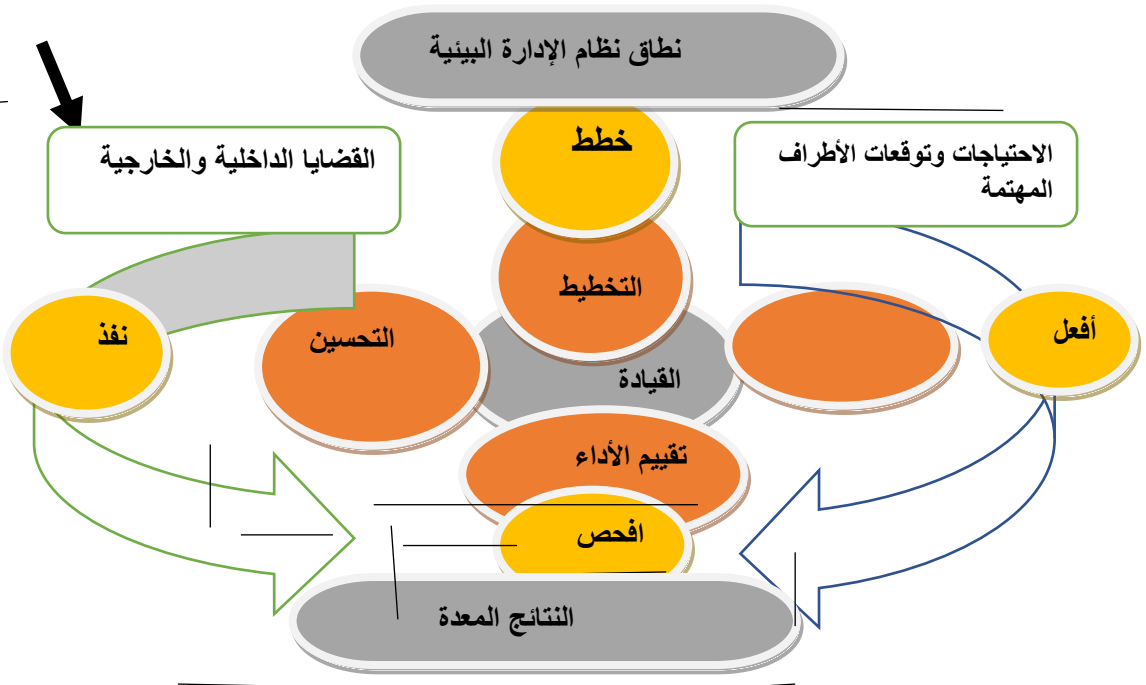 نطاق نظام الإدارة البيئية
خطط
الاحتياجات وتوقعات الأطراف
المهتمة
القضايا الداخلية والخارجية
التخطيط
أفعل
التحسين
نفذ
القيادة
تقييم الأداء
افحص
النتائج المعدة